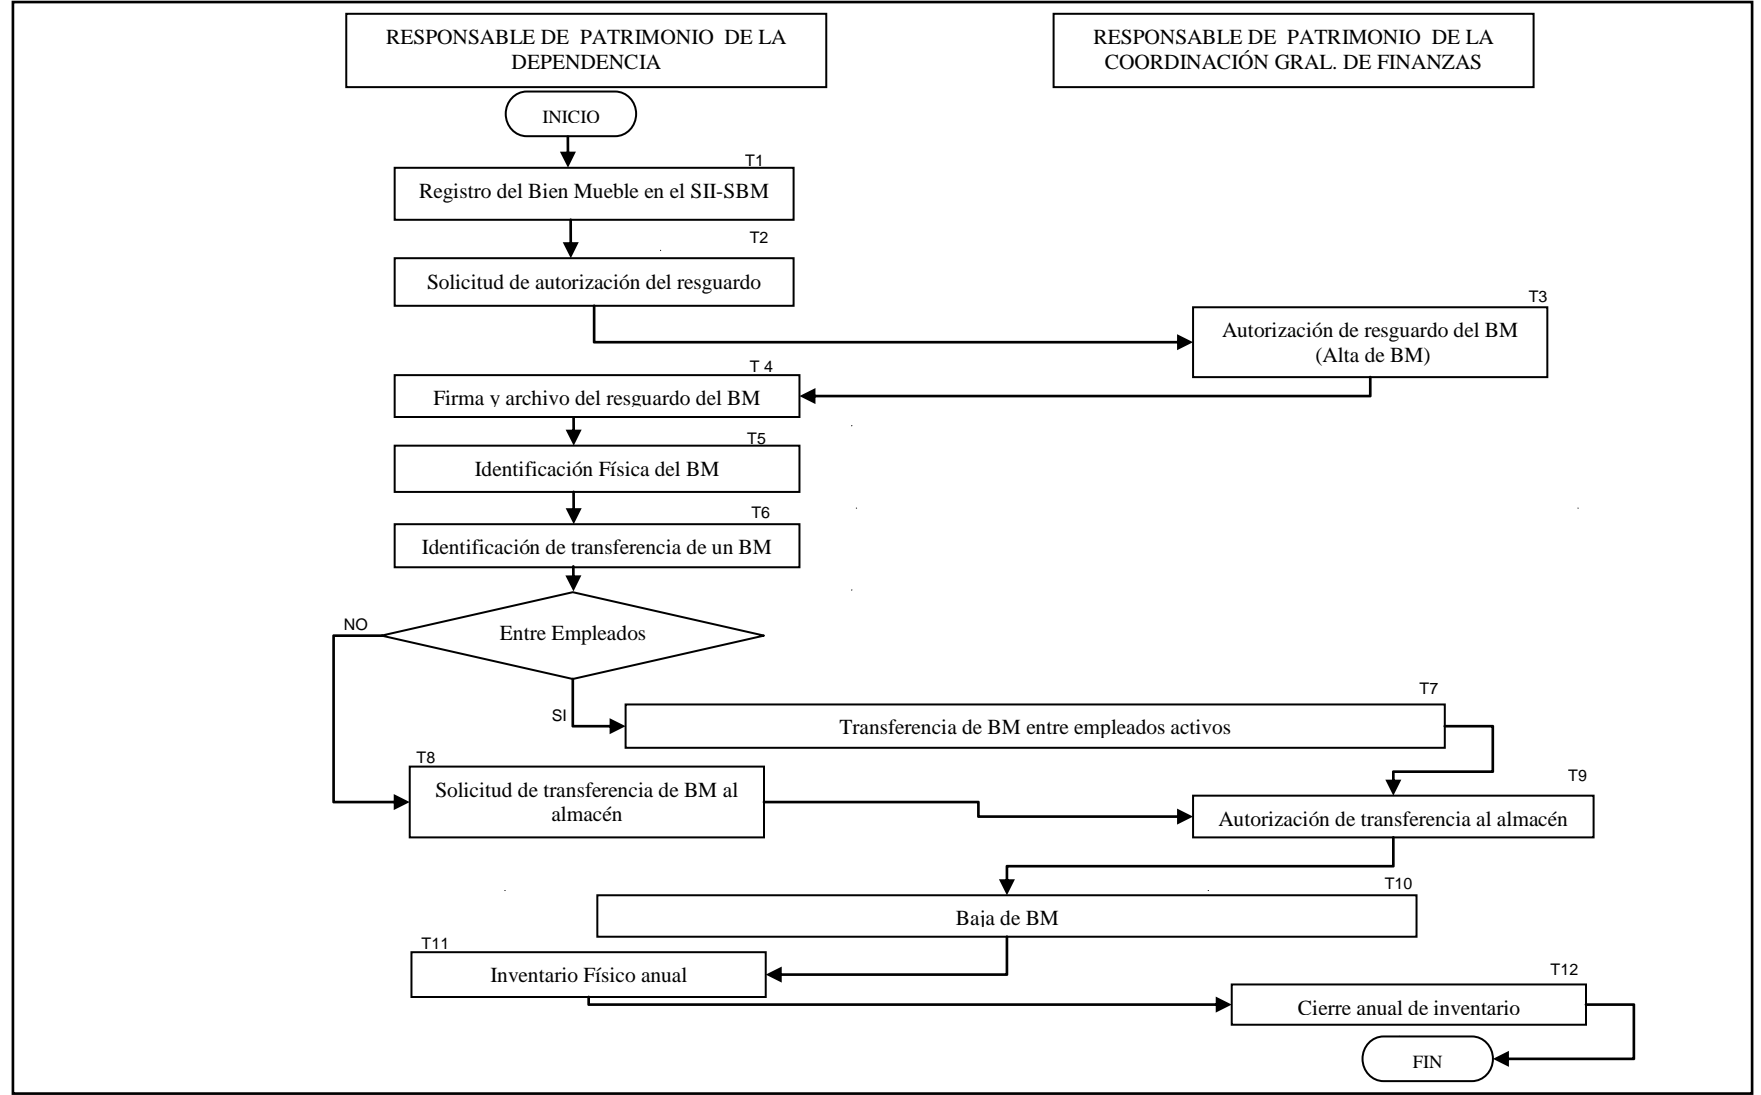 RESPONSABLE DE PATRIMONIO DE LA
DEPENDENCIA
RESPONSABLE DE PATRIMONIO DE LA
COORDINACIÓN GRAL. DE FINANZAS
INICIO
T1
Registro del Bien Mueble en el SII-SBM
T2
Solicitud de autorización del resguardo
T3
Autorización de resguardo del BM
(Alta de BM)
T 4
Firma y archivo del resguardo del BM
T5
Identificación Física del BM
T6
Identificación de transferencia de un BM
NO
Entre Empleados
SI
T7
Transferencia de BM entre empleados activos
T8
Solicitud de transferencia de BM al
almacén
T9
Autorización de transferencia al almacén
T10
Baja de BM
T11
Inventario Físico anual
T12
Cierre anual de inventario
FIN